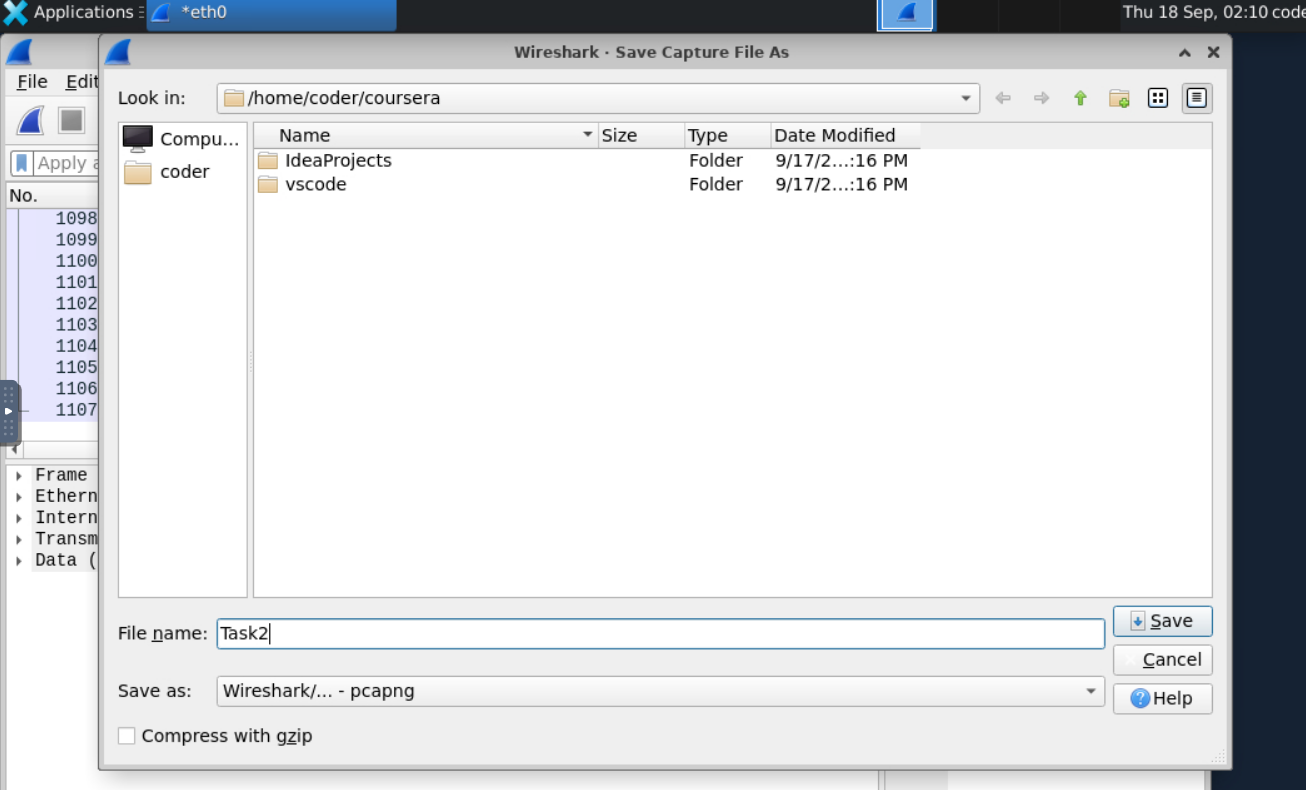 Applications
*eth0
Thu 18 Sep, 02:10 code
Wireshark · Save Capture File As
File Edit
Look in: /home/coder/coursera
Compu...
coder
Name Size Type Date Modified
IdeaProjects Folder 9/17/2...:16 PM
vscode Folder 9/17/2...:16 PM
Apply a
No.
1098
1099
1100
1101
1102
1103
1104
1105
1106
1107
Frame
Ethern
Intern
Transm
Data (
File name: Task2
Save
Cancel
Save as: Wireshark/... - pcapng
Help
Compress with gzip